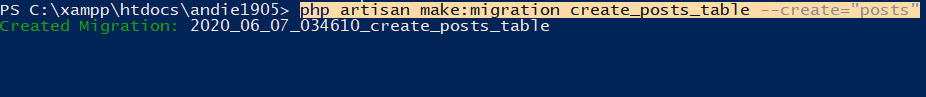 PS C:\xampp\htdocs\andie1905> php artisan make:migration create_posts_table --create="posts"
Created Migration: 2020_06_07_034610_create_posts_table